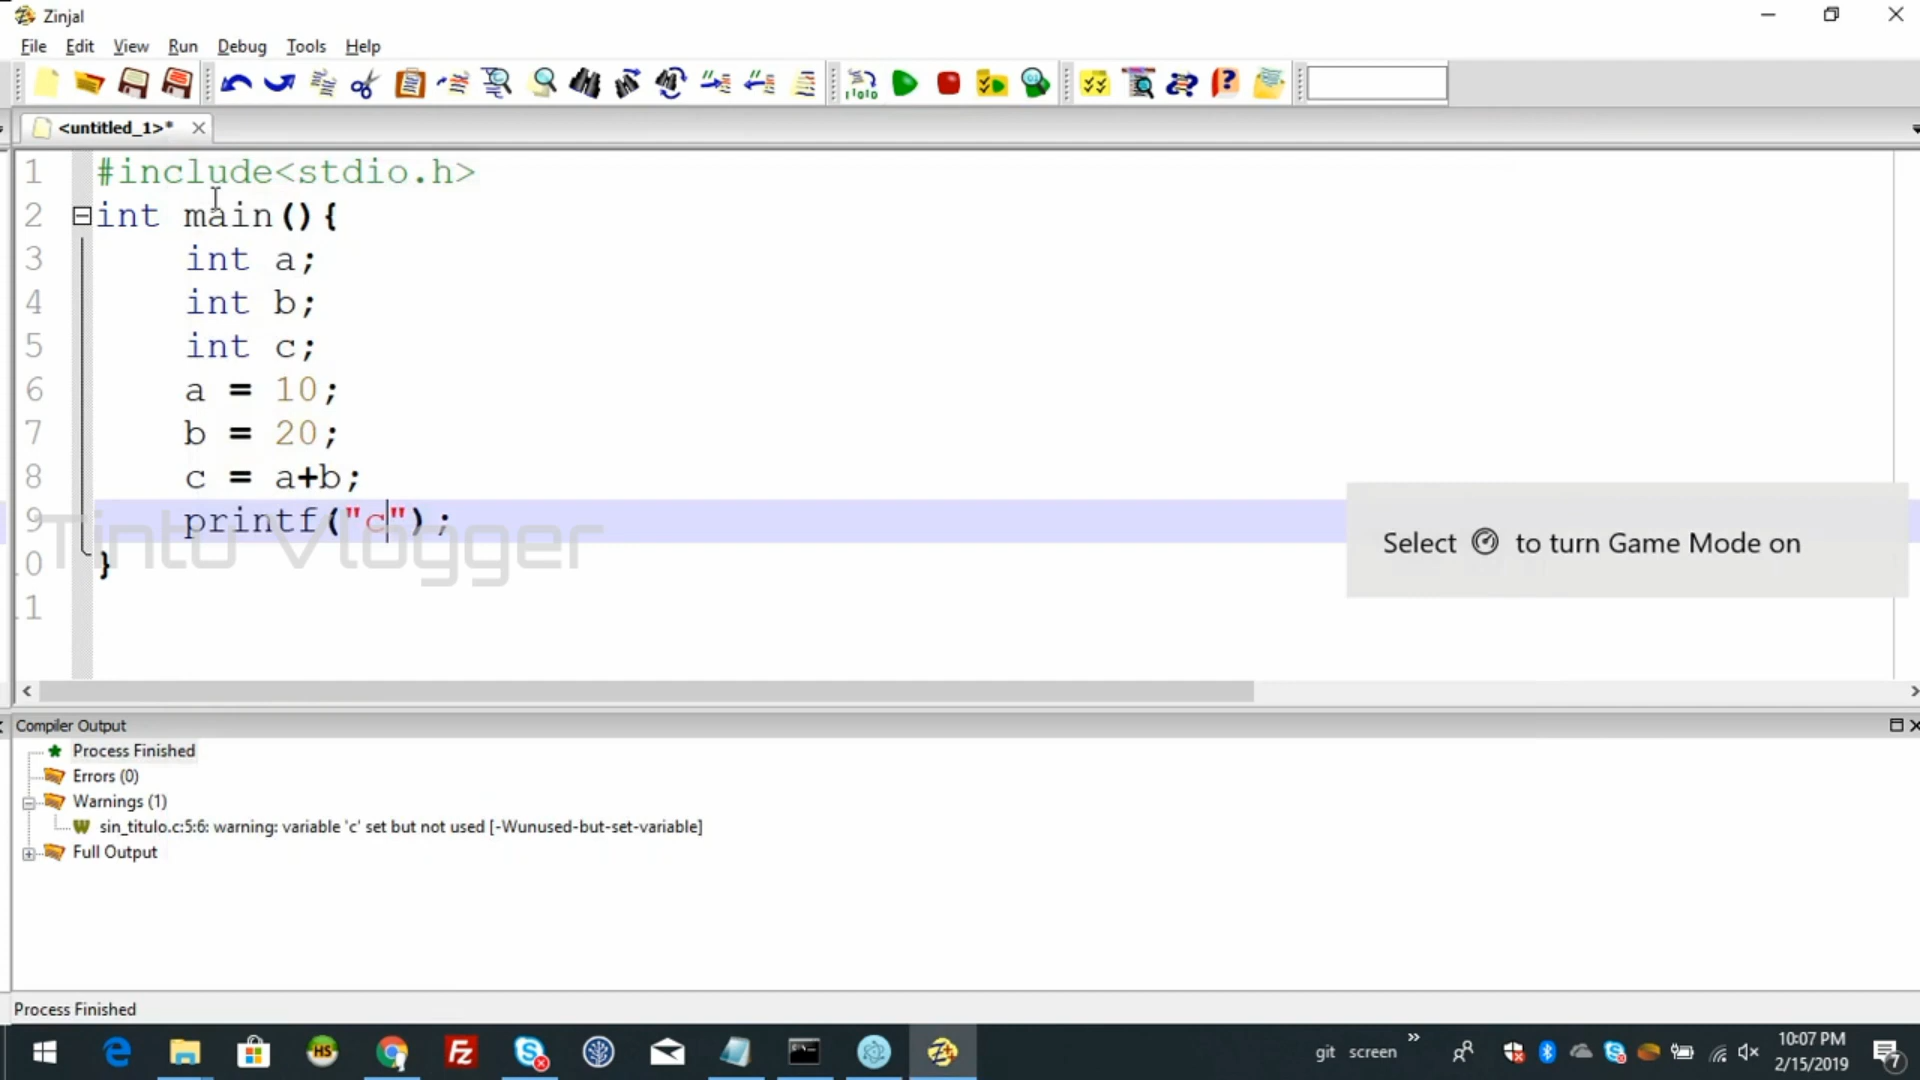 Zinjal
File Edit View Run Debug Tools Help
<untitled_1>*
1 #include<stdio.h>
2 int main(){
3 int a;
4 int b;
5 int c;
6 a = 10;
7 b = 20;
8 c = a+b;
9 printf("c");
0 }
1
Tinto Vlogger
Select to turn Game Mode on
Compiler Output
Process Finished
Errors (0)
Warnings (1)
W sin_titulo.c:5:6: warning: variable 'c' set but not used [-Wunused-but-set-variable]
Full Output
Process Finished
git screen
10:07 PM
2/15/2019
7